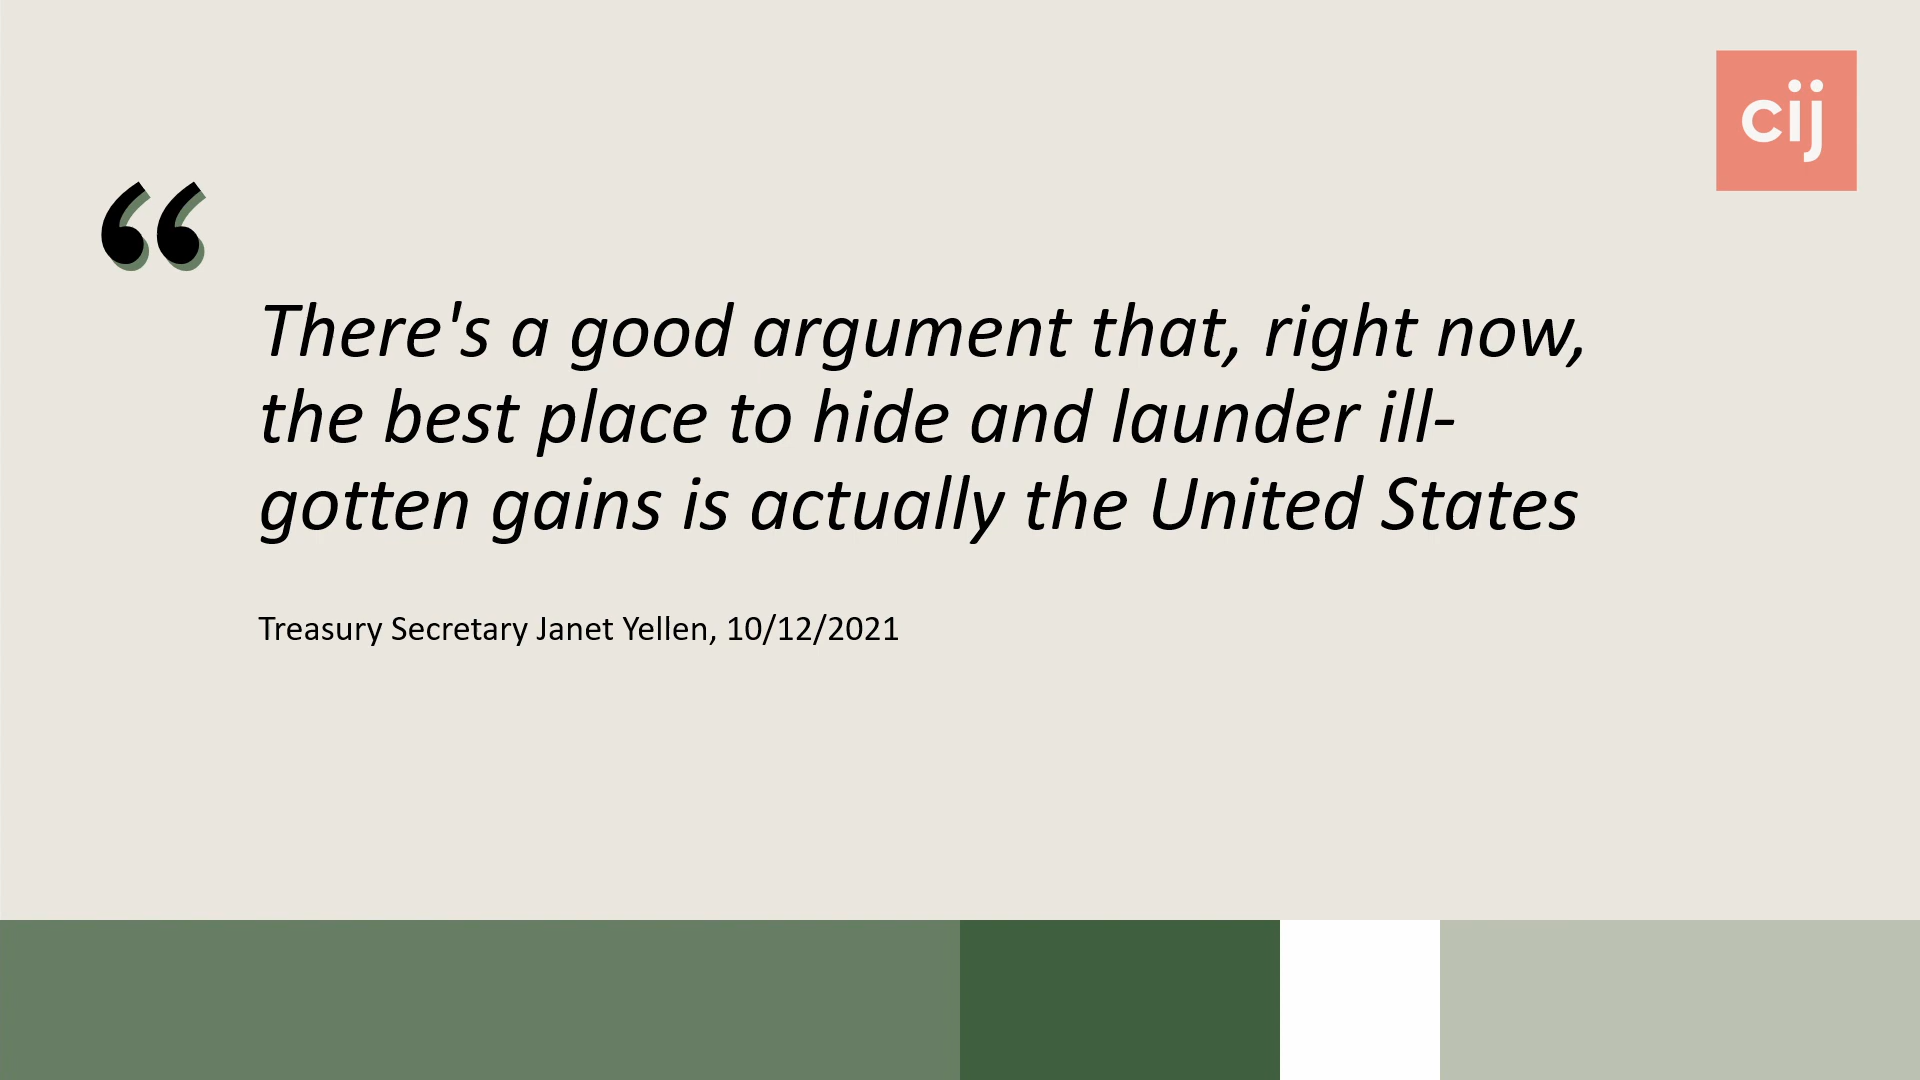 cij
“
There's a good argument that, right now,
the best place to hide and launder ill-
gotten gains is actually the United States
Treasury Secretary Janet Yellen, 10/12/2021